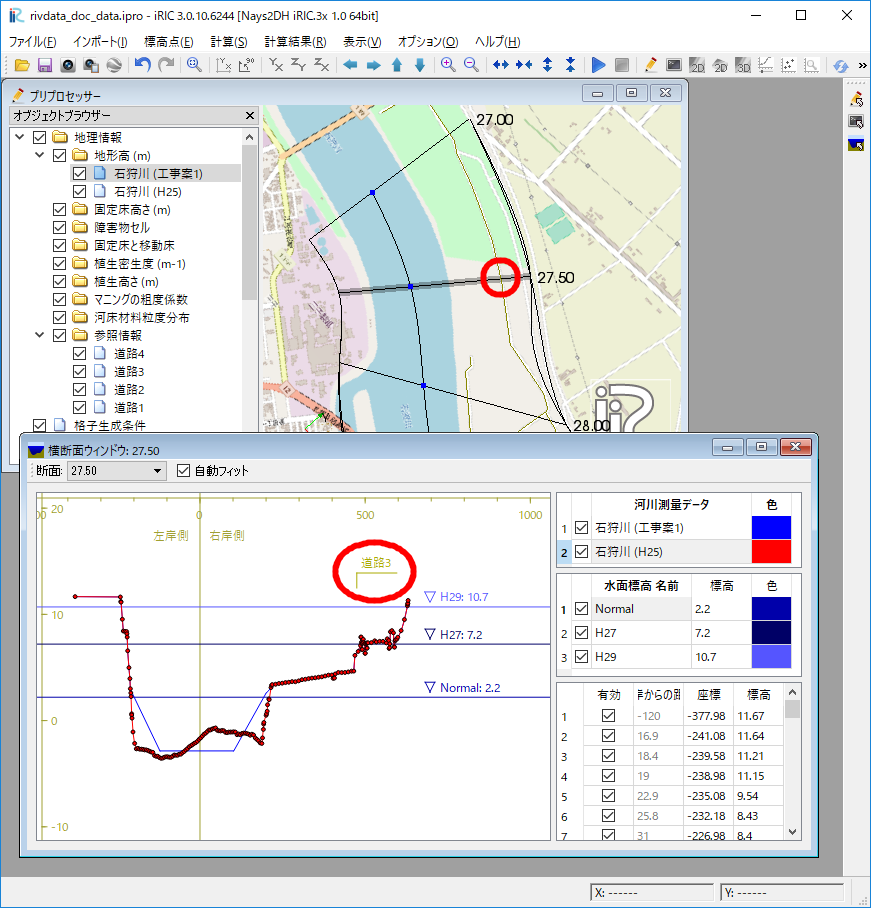 rivdata_doc_data.ipro - iRIC 3.0.10.6244 [Nays2DH iRIC.3x 1.0 64bit]
ファイル(F) インポート(I) 標高点(E) 計算(S) 計算結果(R) 表示(V) オプション(O) ヘルプ(H)
プリプロセッサー
オブジェクトブラウザー
地理情報
地形高 (m)
石狩川 (工事案1)
石狩川 (H25)
固定床高さ (m)
障害物セル
固定床と移動床
植生密生度 (m-1)
植生高さ (m)
マニングの粗度係数
河床材料粒度分布
参照情報
道路4
道路3
道路2
道路1
格子生成条件
27.00
27.50
28.00
12
横断面ウィンドウ: 27.50
断面: 27.50 自動フィット
20
0
500
1000
左岸側 右岸側
道路3
H29: 10.7
10
H27: 7.2
Normal: 2.2
0
-10
河川測量データ 色
1 石狩川 (工事案1)
2 石狩川 (H25)
水面標高 名前 標高 色
1 Normal 2.2
2 H27 7.2
3 H29 10.7
有効 岸からの距 座標 標高
1 -120 -377.98 11.67
2 16.9 -241.08 11.64
3 18.4 -239.58 11.21
4 19 -238.98 11.15
5 22.9 -235.08 9.54
6 25.8 -232.18 8.43
7 31 -226.98 8.4
X: ------ Y: ------